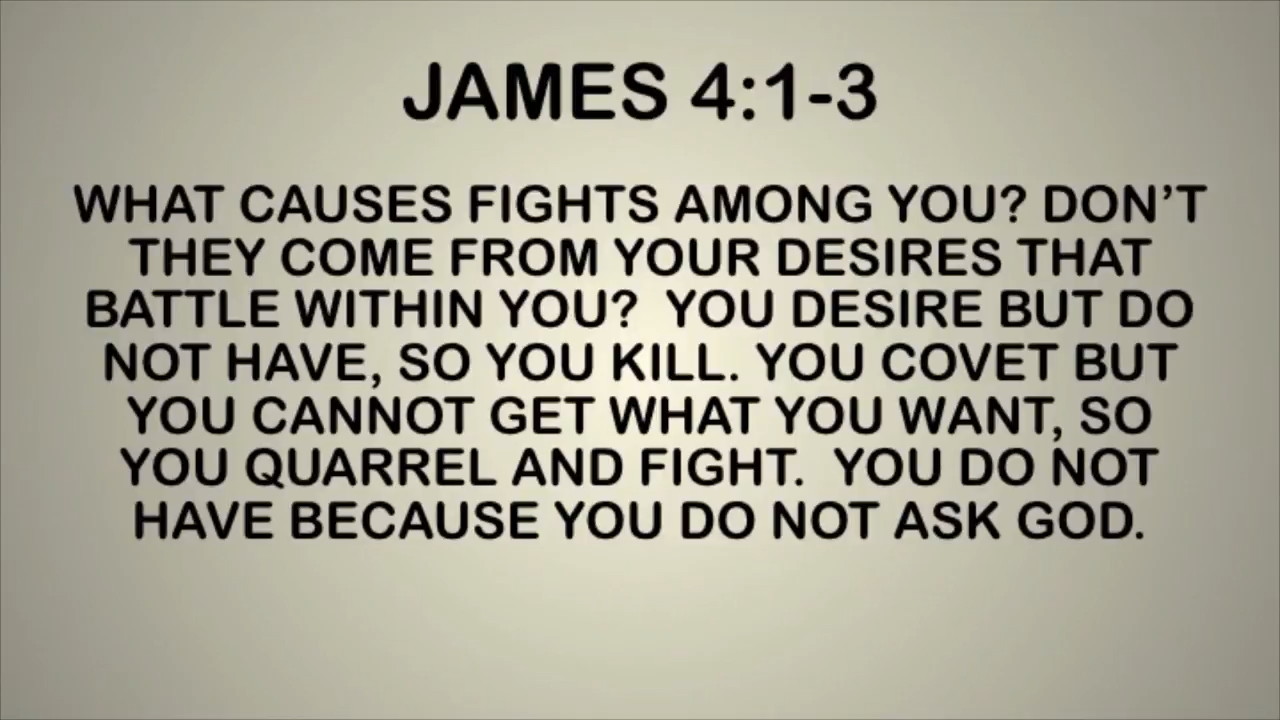 JAMES 4:1-3
WHAT CAUSES FIGHTS AMONG YOU? DON’T
THEY COME FROM YOUR DESIRES THAT
BATTLE WITHIN YOU?  YOU DESIRE BUT DO
NOT HAVE, SO YOU KILL. YOU COVET BUT
YOU CANNOT GET WHAT YOU WANT, SO
YOU QUARREL AND FIGHT.  YOU DO NOT
HAVE BECAUSE YOU DO NOT ASK GOD.